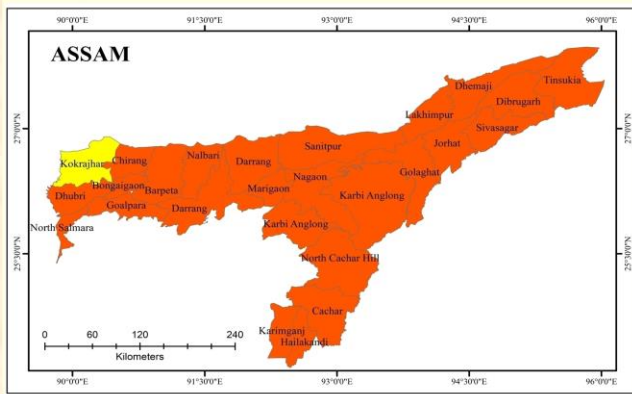 90°0'0"E 91°30'0"E 93°0'0"E 94°30'0"E 96°0'0"E
ASSAM
Tinsukia
Dhemaji
Dibrugarh
Lakhimpur
27°0'0"N 27°0'0"N
Sivasagar
Sanitpur
Jorhat
Nalbari
Darrang
Kokrajhar
Chirang
Golaghat
Nagaon
Bongaigaon
Barpeta
Marigaon
Dhubri
Karbi Anglong
Goalpara
Darrang
North Salmara
Karbi Anglong
25°30'0"N 25°30'0"N
North Cachar Hill
Cachar
Karimganj
Hailakandi
0 60 120 240
Kilometers
90°0'0"E 91°30'0"E 93°0'0"E 94°30'0"E 96°0'0"E